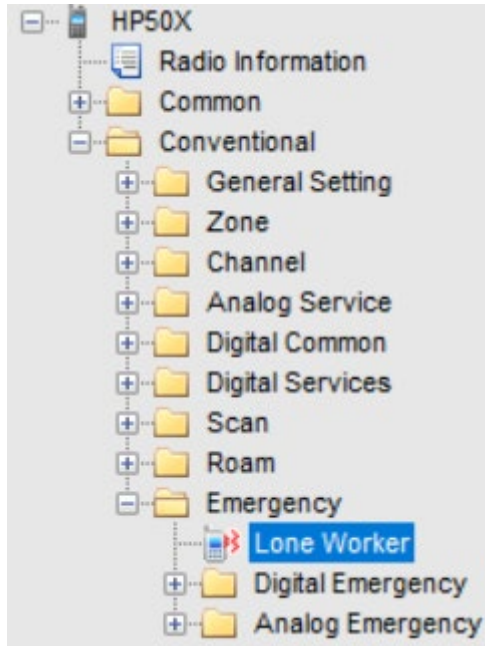 HP50X
Radio Information
Common
Conventional
General Setting
Zone
Channel
Analog Service
Digital Common
Digital Services
Scan
Roam
Emergency
Lone Worker
Digital Emergency
Analog Emergency